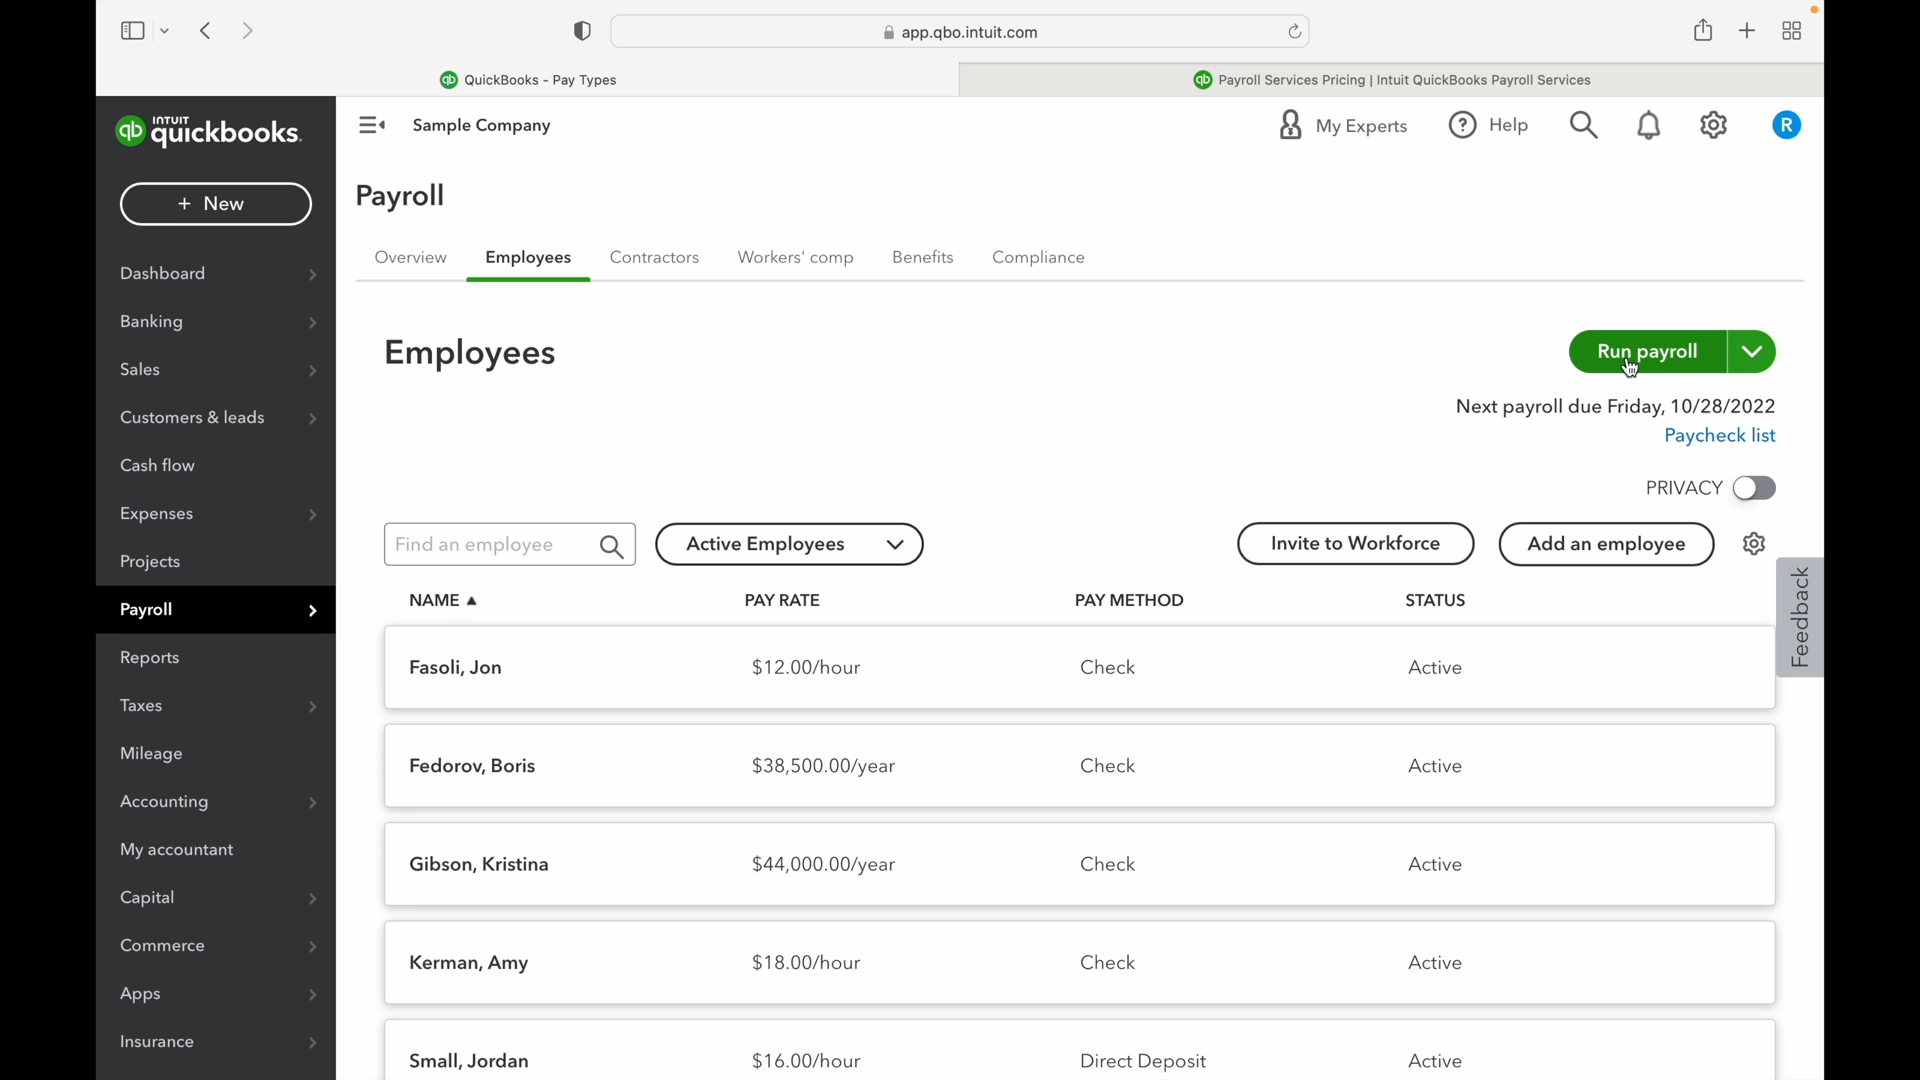 app.qbo.intuit.com
qb QuickBooks - Pay Types
qb Payroll Services Pricing | Intuit QuickBooks Payroll Services
qb INTUIT quickbooks.
Sample Company
My Experts
? Help
R
+ New
Payroll
Overview Employees Contractors Workers' comp Benefits Compliance
Dashboard
Banking
Sales
Customers & leads
Cash flow
Expenses
Projects
Payroll
Reports
Taxes
Mileage
Accounting
My accountant
Capital
Commerce
Apps
Insurance
Employees
Run payroll
Next payroll due Friday, 10/28/2022
Paycheck list
PRIVACY
Find an employee
Active Employees
Invite to Workforce
Add an employee
Feedback
NAME PAY RATE PAY METHOD STATUS
Fasoli, Jon $12.00/hour Check Active
Fedorov, Boris $38,500.00/year Check Active
Gibson, Kristina $44,000.00/year Check Active
Kerman, Amy $18.00/hour Check Active
Small, Jordan $16.00/hour Direct Deposit Active